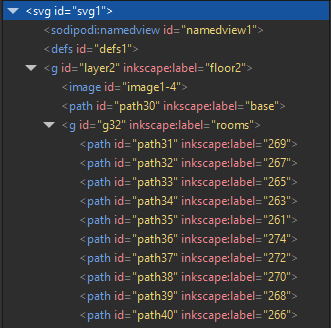 <svg id="svg1">
<sodipodi:namedview id="namedview1">
<defs id="defs1">
<g id="layer2" inkscape:label="floor2">
<image id="image1-4">
<path id="path30" inkscape:label="base">
<g id="g32" inkscape:label="rooms">
<path id="path31" inkscape:label="269">
<path id="path32" inkscape:label="267">
<path id="path33" inkscape:label="265">
<path id="path34" inkscape:label="263">
<path id="path35" inkscape:label="261">
<path id="path36" inkscape:label="274">
<path id="path37" inkscape:label="272">
<path id="path38" inkscape:label="270">
<path id="path39" inkscape:label="268">
<path id="path40" inkscape:label="266">